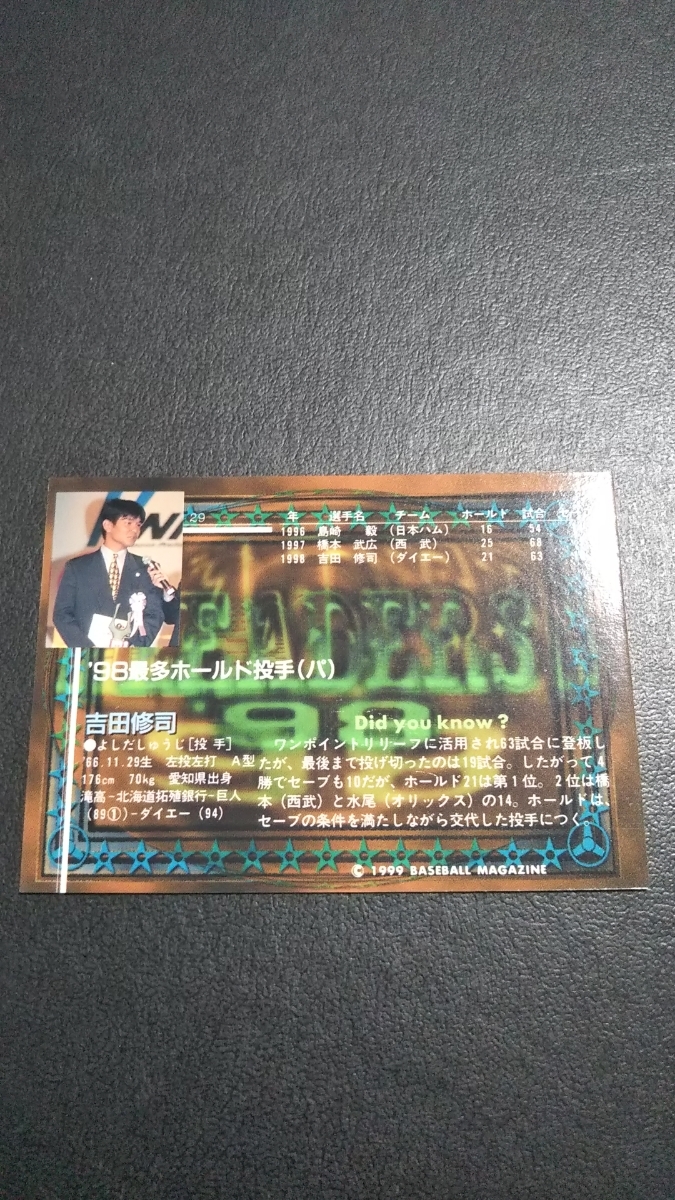 29
年 選手名 チーム ホールド 試合
1996 島崎 毅 (日本ハム) 16 54
1997 橋本 武広 (西 武) 25 68
1998 吉田 修司 (ダイエー) 21 63
LEADERS
'98
'98最多ホールド投手(パ)
吉田修司
●よしだしゅうじ[投 手]
'66.11.29生 左投左打 A型
176cm 70kg 愛知県出身
滝高-北海道拓殖銀行-巨人
(89①)-ダイエー(94)
Did you know?
ワンポイントリリーフに活用され63試合に登板し
たが、最後まで投げ切ったのは19試合。したがって4
勝でセーブも10だが、ホールド21は第1位。2位は橋
本(西武)と水尾(オリックス)の14。ホールドは、
セーブの条件を満たしながら交代した投手につく。
© 1999 BASEBALL MAGAZINE